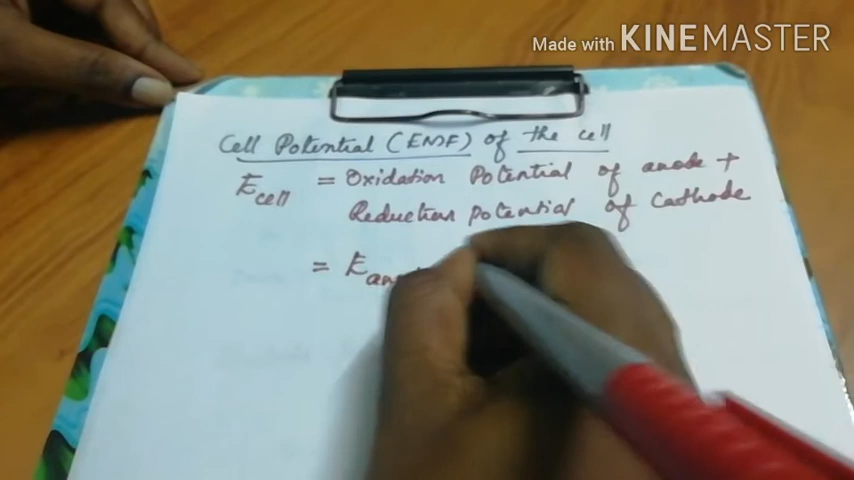 Made with KINEMASTER
Cell Potential (EMF) of the cell
Ecell = Oxidation Potential of anode +
Reduction potential of Cathode
= E